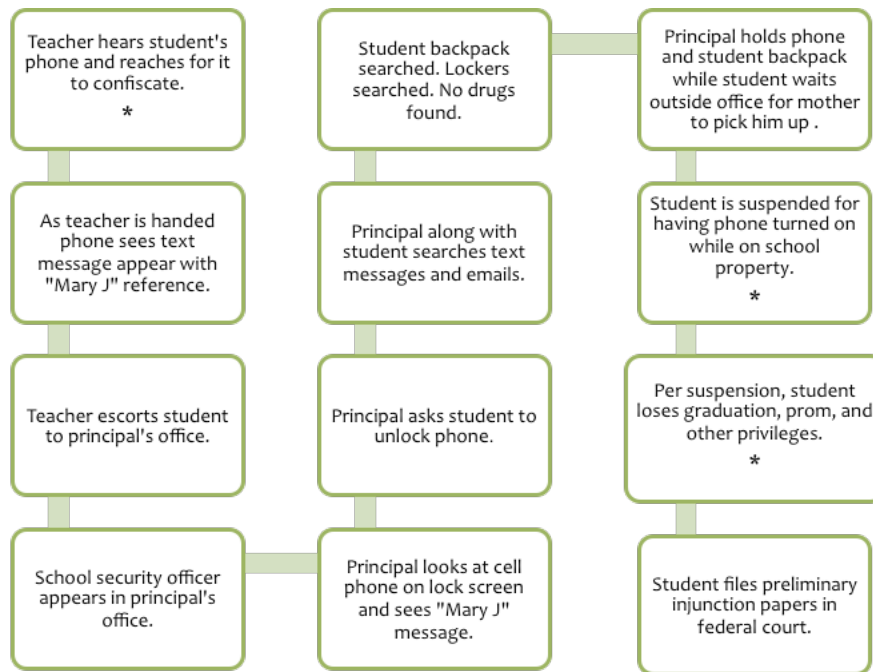 Teacher hears student's
phone and reaches for it
to confiscate.
*
As teacher is handed
phone sees text
message appear with
"Mary J" reference.
Teacher escorts student
to principal's office.
School security officer
appears in principal's
office.
Principal looks at cell
phone on lock screen
and sees "Mary J"
message.
Principal asks student to
unlock phone.
Principal along with
student searches text
messages and emails.
Student backpack
searched. Lockers
searched. No drugs
found.
Principal holds phone
and student backpack
while student waits
outside office for mother
to pick him up .
Student is suspended for
having phone turned on
while on school
property.
*
Per suspension, student
loses graduation, prom, and
other privileges.
*
Student files preliminary
injunction papers in
federal court.